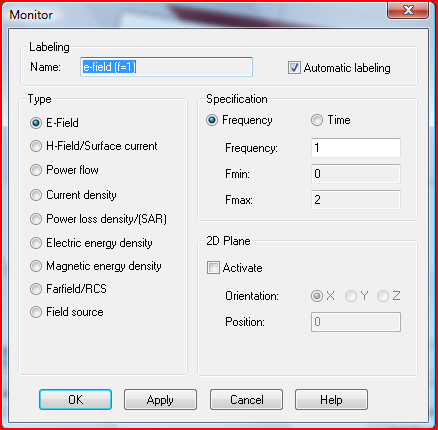 Monitor
Labeling
Name: e-field (f=1) Automatic labeling
Type
E-Field
H-Field/Surface current
Power flow
Current density
Power loss density/(SAR)
Electric energy density
Magnetic energy density
Farfield/RCS
Field source
Specification
Frequency Time
Frequency: 1
Fmin: 0
Fmax: 2
2D Plane
Activate
Orientation: X Y Z
Position: 0
OK Apply Cancel Help